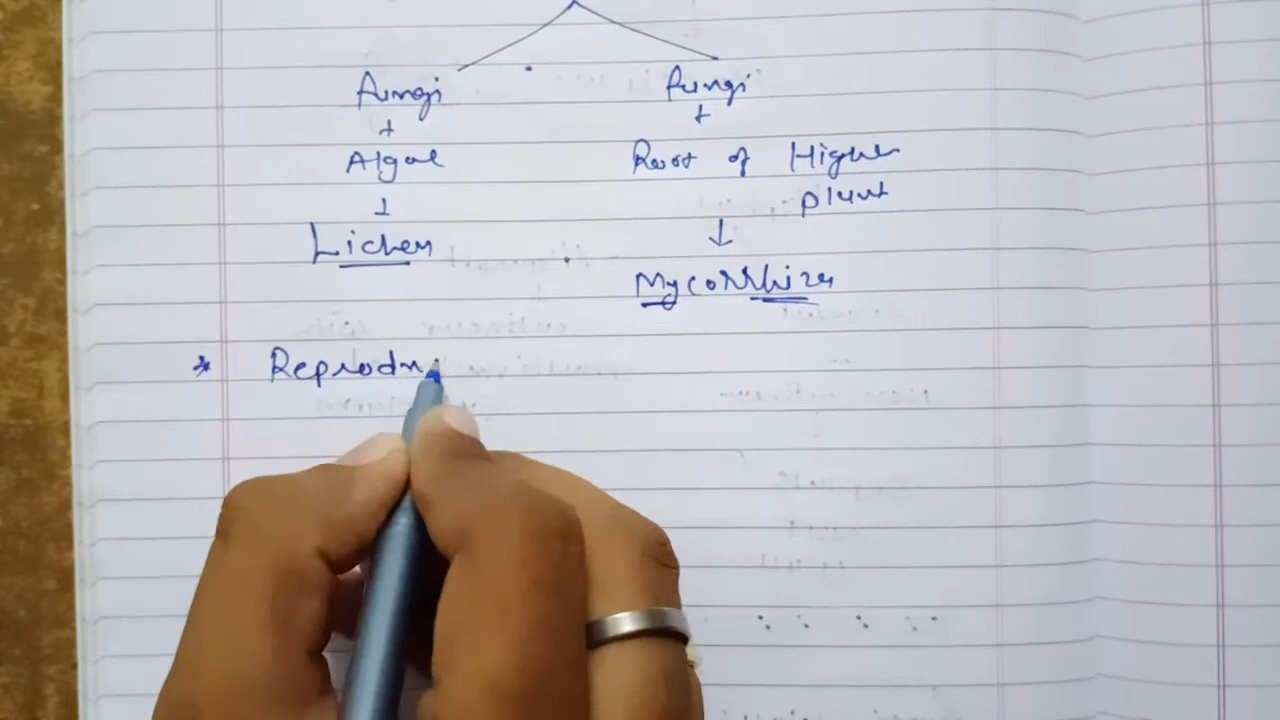 Fungi Fungi
+ +
Algae Root of Higher
↓ plant
Lichen ↓
Mycorrhiza
* Reprodu